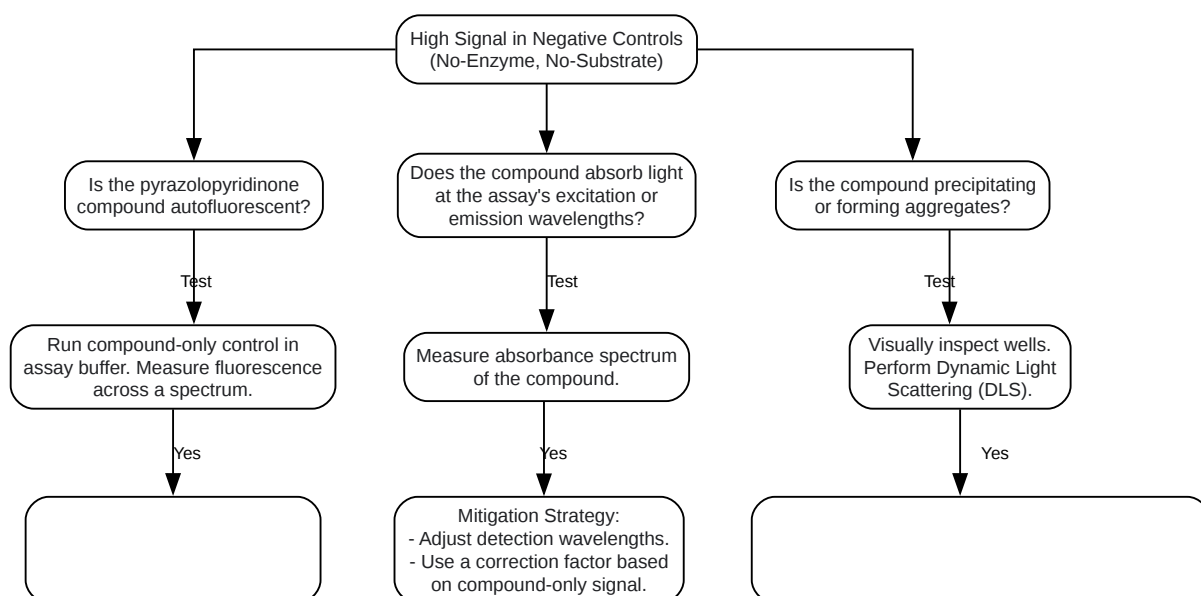 High Signal in Negative Controls
(No-Enzyme, No-Substrate)
Is the pyrazolopyridinone
compound autofluorescent?
Does the compound absorb light
at the assay's excitation or
emission wavelengths?
Is the compound precipitating
or forming aggregates?
Test
Test
Test
Run compound-only control in
assay buffer. Measure fluorescence
across a spectrum.
Measure absorbance spectrum
of the compound.
Visually inspect wells.
Perform Dynamic Light
Scattering (DLS).
Yes
Yes
Yes
Mitigation Strategy:
- Adjust detection wavelengths.
- Use a correction factor based
on compound-only signal.